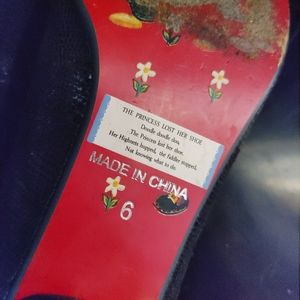 THE PRINCESS LOST HER SHOE
Doodle doodle doo,
The Princess lost her shoe,
Her Highness hopped, the fiddler stopped,
Not knowing what to do.
MADE IN CHINA
6